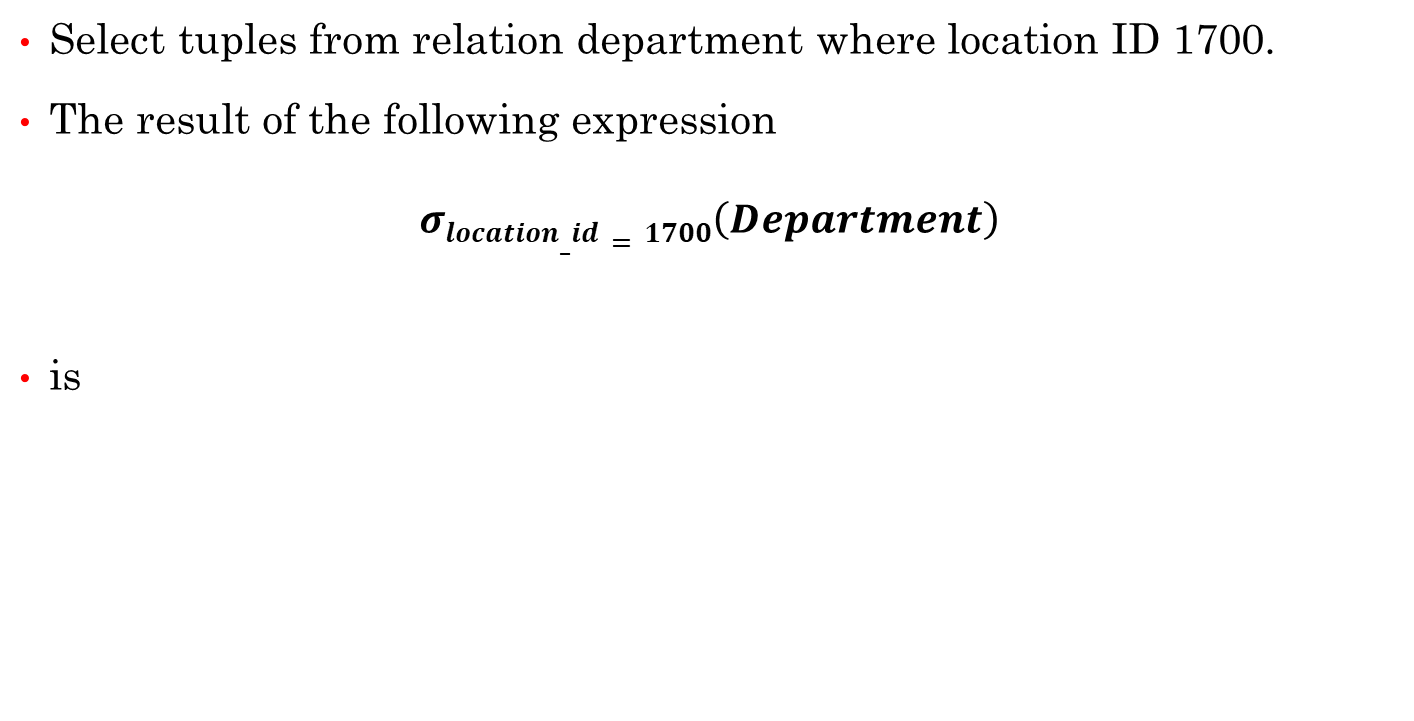 • Select tuples from relation department where location ID 1700.
• The result of the following expression
σlocation_id = 1700(Department)
• is